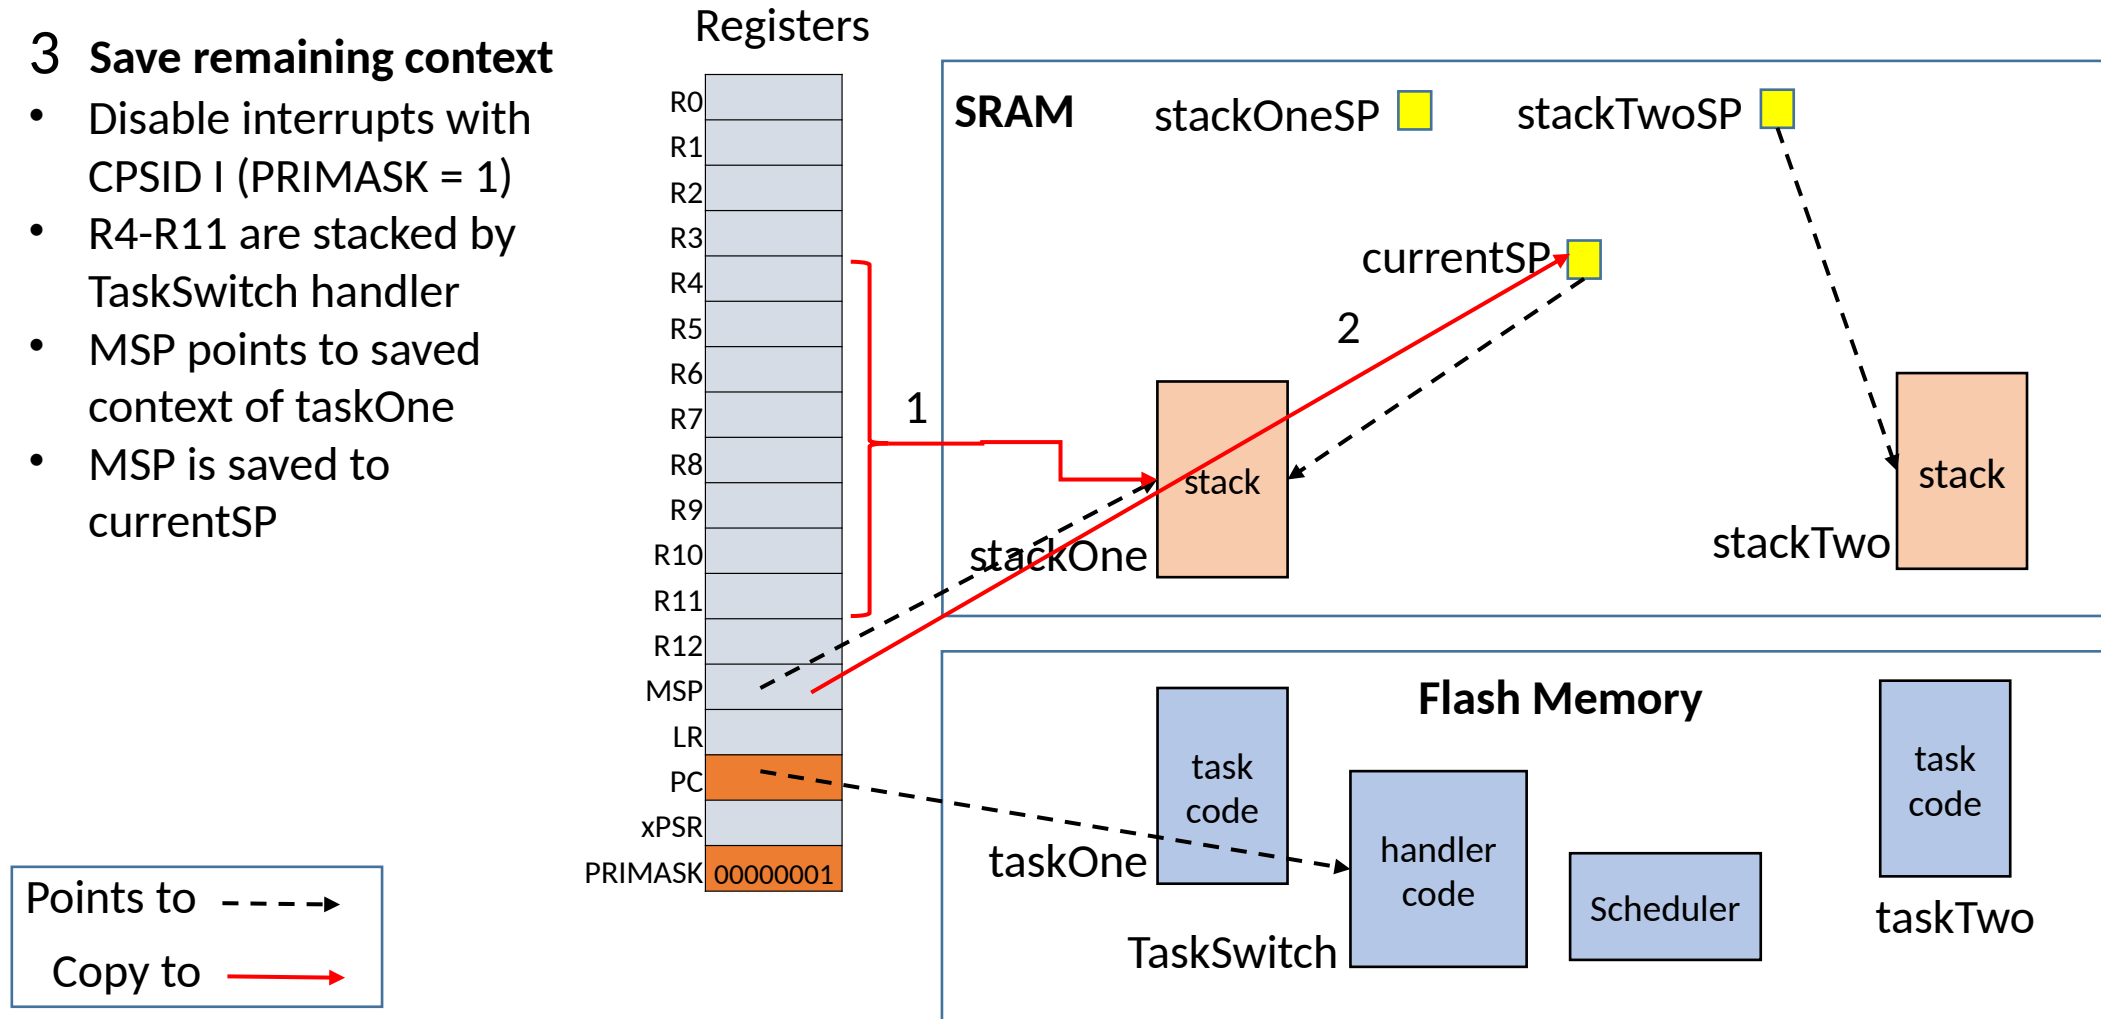 3 Save remaining context
• Disable interrupts with
CPSID I (PRIMASK = 1)
• R4-R11 are stacked by
TaskSwitch handler
• MSP points to saved
context of taskOne
• MSP is saved to
currentSP
Points to
Copy to
Registers
R0
R1
R2
R3
R4
R5
R6
R7
R8
R9
R10
R11
R12
MSP
LR
PC
xPSR
PRIMASK 00000001
1
2
SRAM
stackOneSP
stackTwoSP
currentSP
stack
stackOne
stack
stackTwo
Flash Memory
task
code
taskOne
handler
code
TaskSwitch
Scheduler
task
code
taskTwo